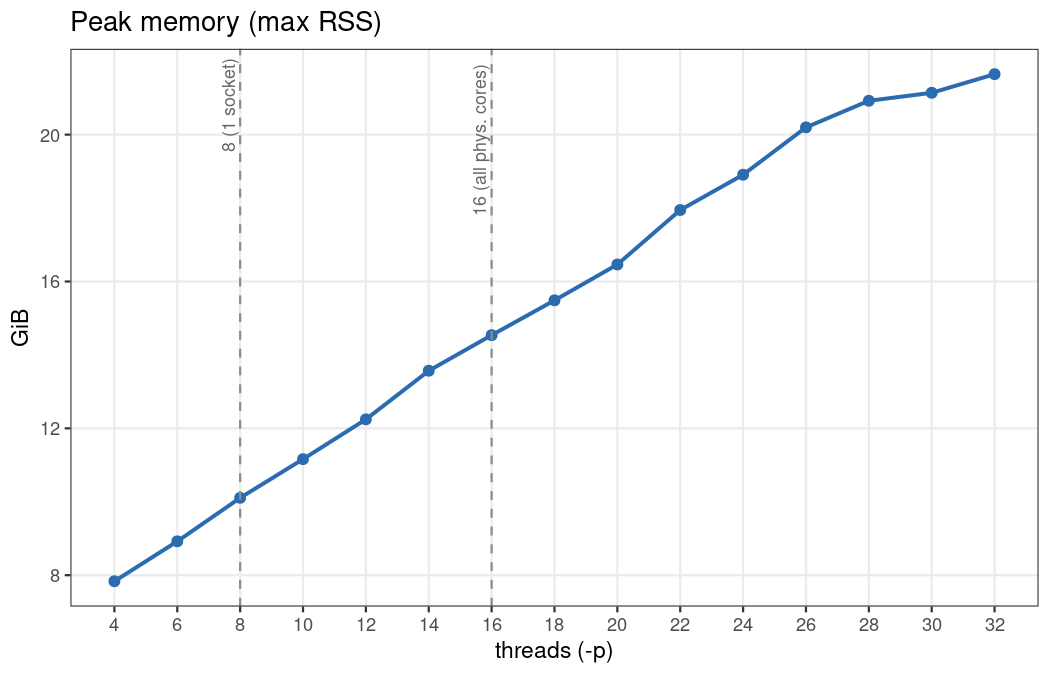 Peak memory (max RSS)
8 (1 socket)
16 (all phys. cores)
20
16
12
8
GiB
4 6 8 10 12 14 16 18 20 22 24 26 28 30 32
threads (-p)